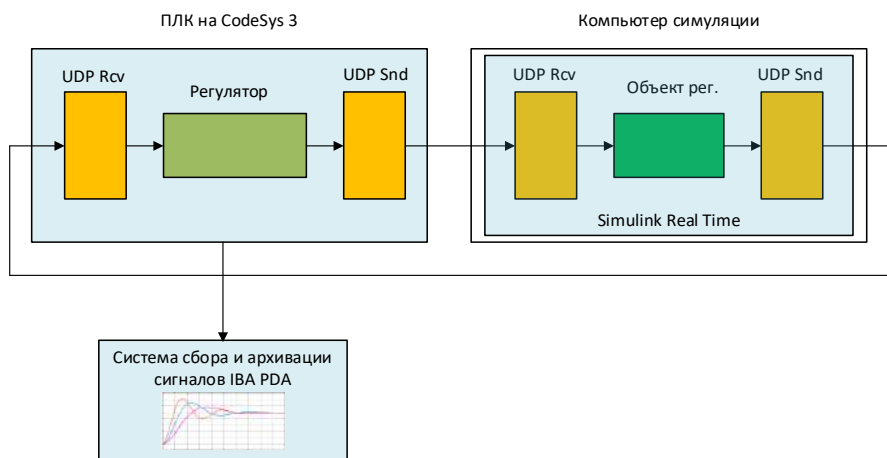 ПЛК на CodeSys 3
Компьютер симуляции
UDP Rcv
Регулятор
UDP Snd
UDP Rcv
Объект рег.
UDP Snd
Simulink Real Time
Система сбора и архивации
сигналов IBA PDA